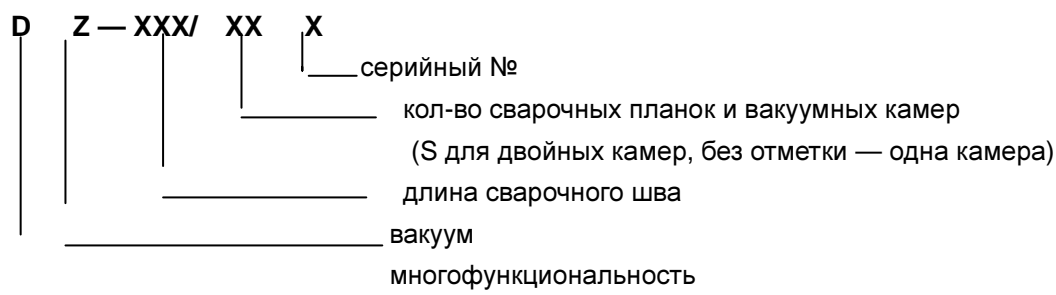 D Z — XXX/ XX X
серийный №
кол-во сварочных планок и вакуумных камер
(S для двойных камер, без отметки — одна камера)
длина сварочного шва
вакуум
многофункциональность